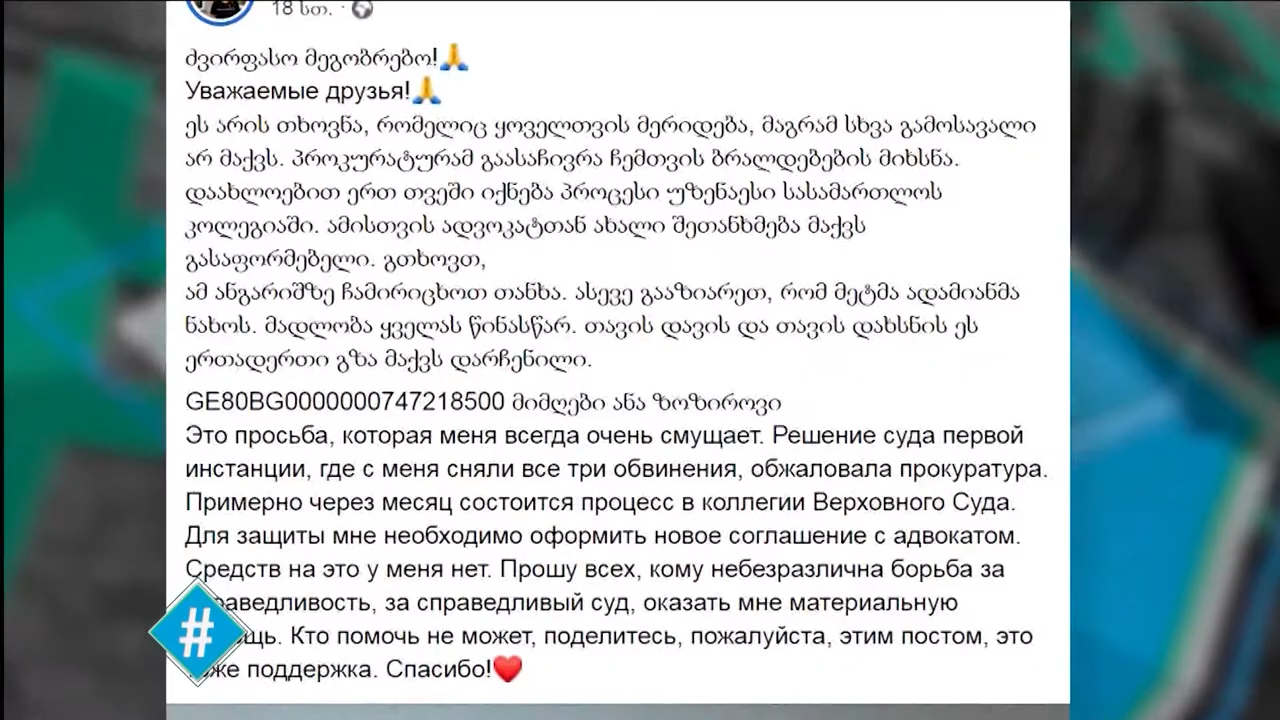 18 სთ. ·
ძვირფასო მეგობრებო!🙏
Уважаемые друзья!🙏
ეს არის თხოვნა, რომელიც ყოველთვის მერიდება, მაგრამ სხვა გამოსავალი
არ მაქვს. პროკურატურამ გაასაჩივრა ჩემთვის ბრალდებების მიხსნა.
დაახლოებით ერთ თვეში იქნება პროცესი უზენაესი სასამართლოს
კოლეგიაში. ამისთვის ადვოკატთან ახალი შეთანხმება მაქვს
გასაფორმებელი. გთხოვთ,
ამ ანგარიშზე ჩამირიცხოთ თანხა. ასევე გააზიარეთ, რომ მეტმა ადამიანმა
ნახოს. მადლობა ყველას წინასწარ. თავის დავის და თავის დახსნის ეს
ერთადერთი გზა მაქვს დარჩენილი.
GE80BG0000000747218500 მიმღები ანა ზოზიროვი
Это просьба, которая меня всегда очень смущает. Решение суда первой
инстанции, где с меня сняли все три обвинения, обжаловала прокуратура.
Примерно через месяц состоится процесс в коллегии Верховного Суда.
Для защиты мне необходимо оформить новое соглашение с адвокатом.
Средств на это у меня нет. Прошу всех, кому небезразлична борьба за
за справедливый суд, оказать мне материальную
Кто помочь не может, поделитесь, пожалуйста, этим постом, это
поддержка. Спасибо!❤️
#